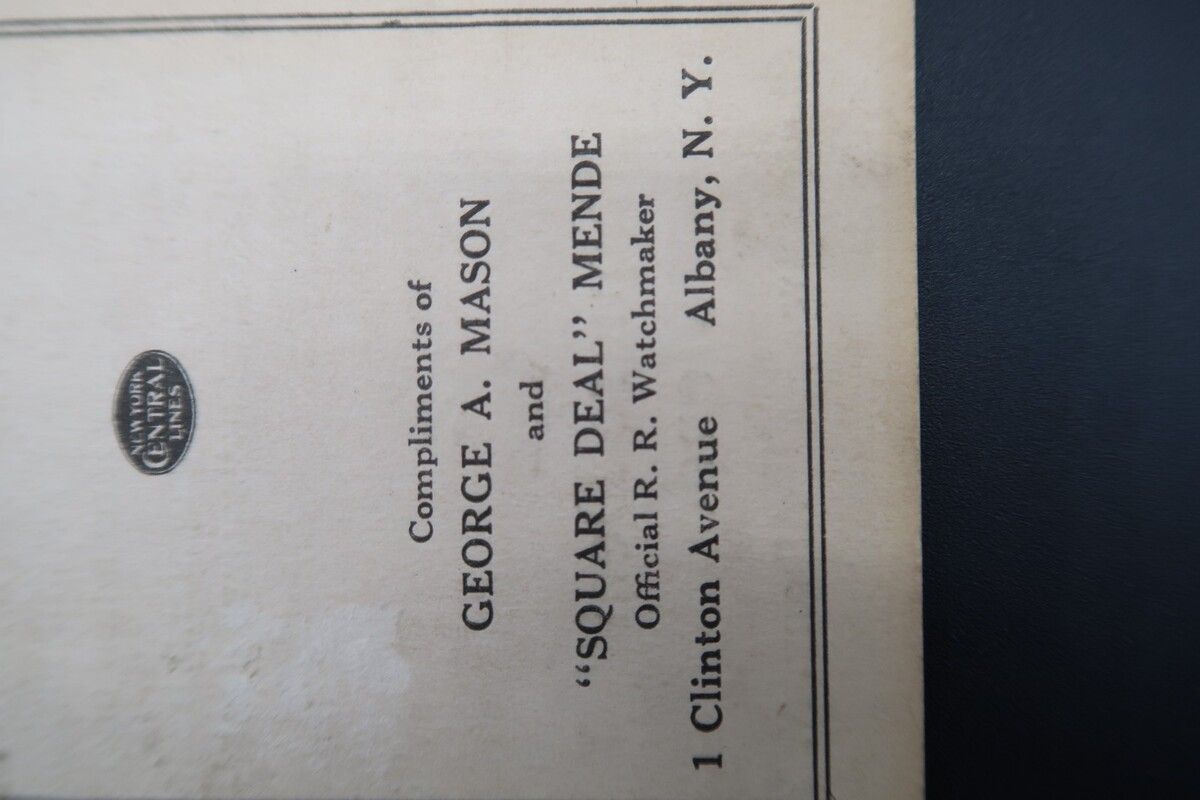 NEW YORK
CENTRAL
LINES
Compliments of
GEORGE A. MASON
and
“SQUARE DEAL” MENDE
Official R. R. Watchmaker
1 Clinton Avenue Albany, N. Y.